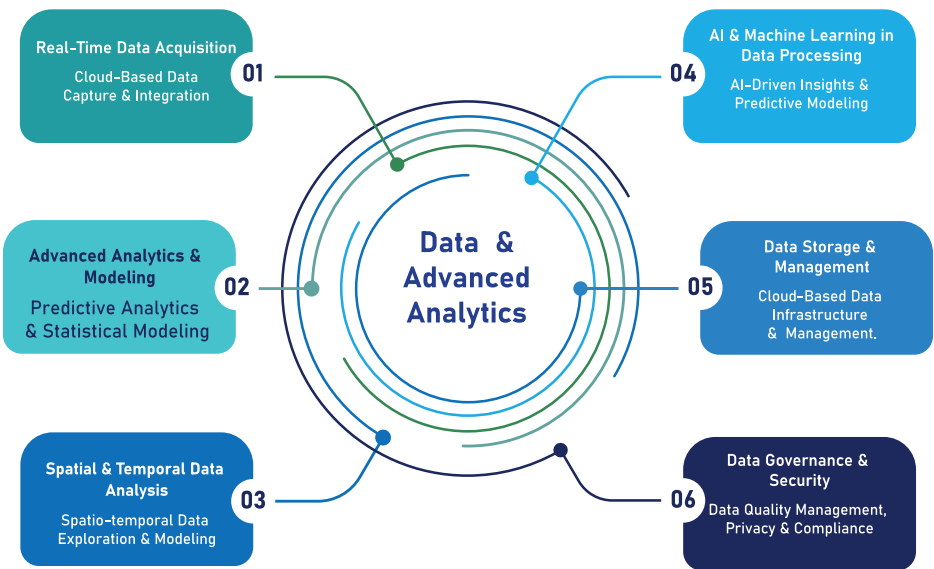 Real-Time Data Acquisition
Cloud-Based Data
Capture & Integration
01
Advanced Analytics &
Modeling
Predictive Analytics
& Statistical Modeling
02
Spatial & Temporal Data
Analysis
Spatio-temporal Data
Exploration & Modeling
03
Data &
Advanced
Analytics
04
AI & Machine Learning in
Data Processing
AI-Driven Insights &
Predictive Modeling
05
Data Storage &
Management
Cloud-Based Data
Infrastructure
& Management.
06
Data Governance &
Security
Data Quality Management,
Privacy & Compliance